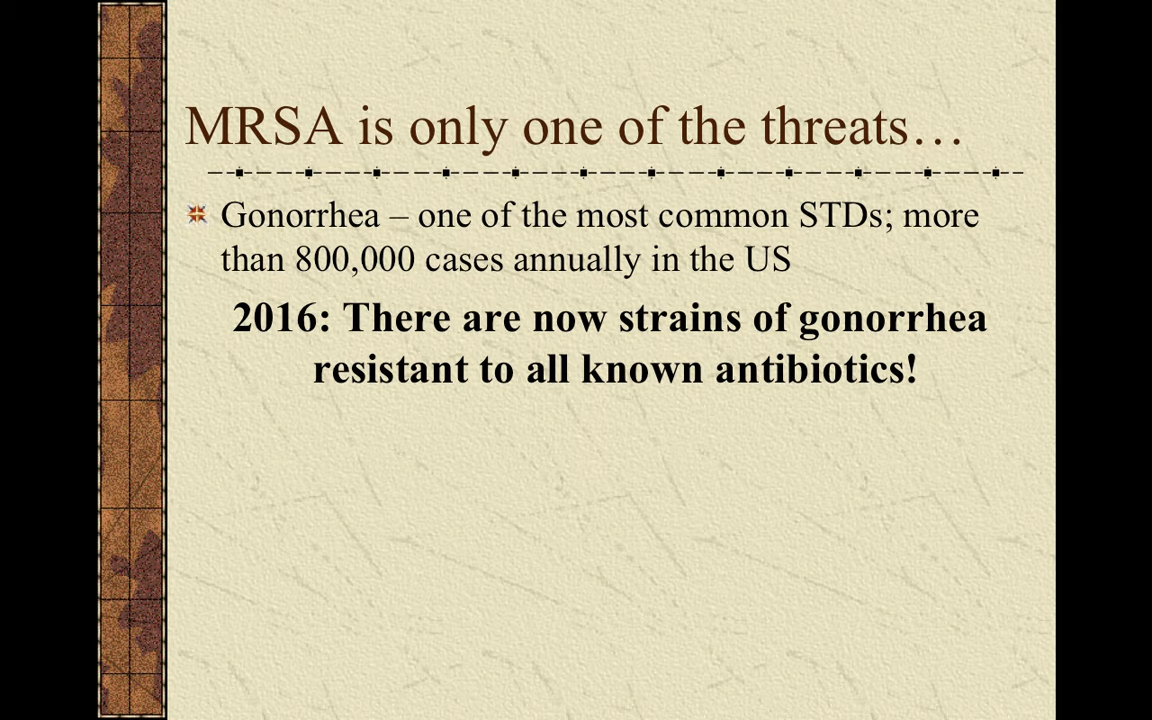 MRSA is only one of the threats…
Gonorrhea – one of the most common STDs; more
than 800,000 cases annually in the US
2016: There are now strains of gonorrhea
resistant to all known antibiotics!